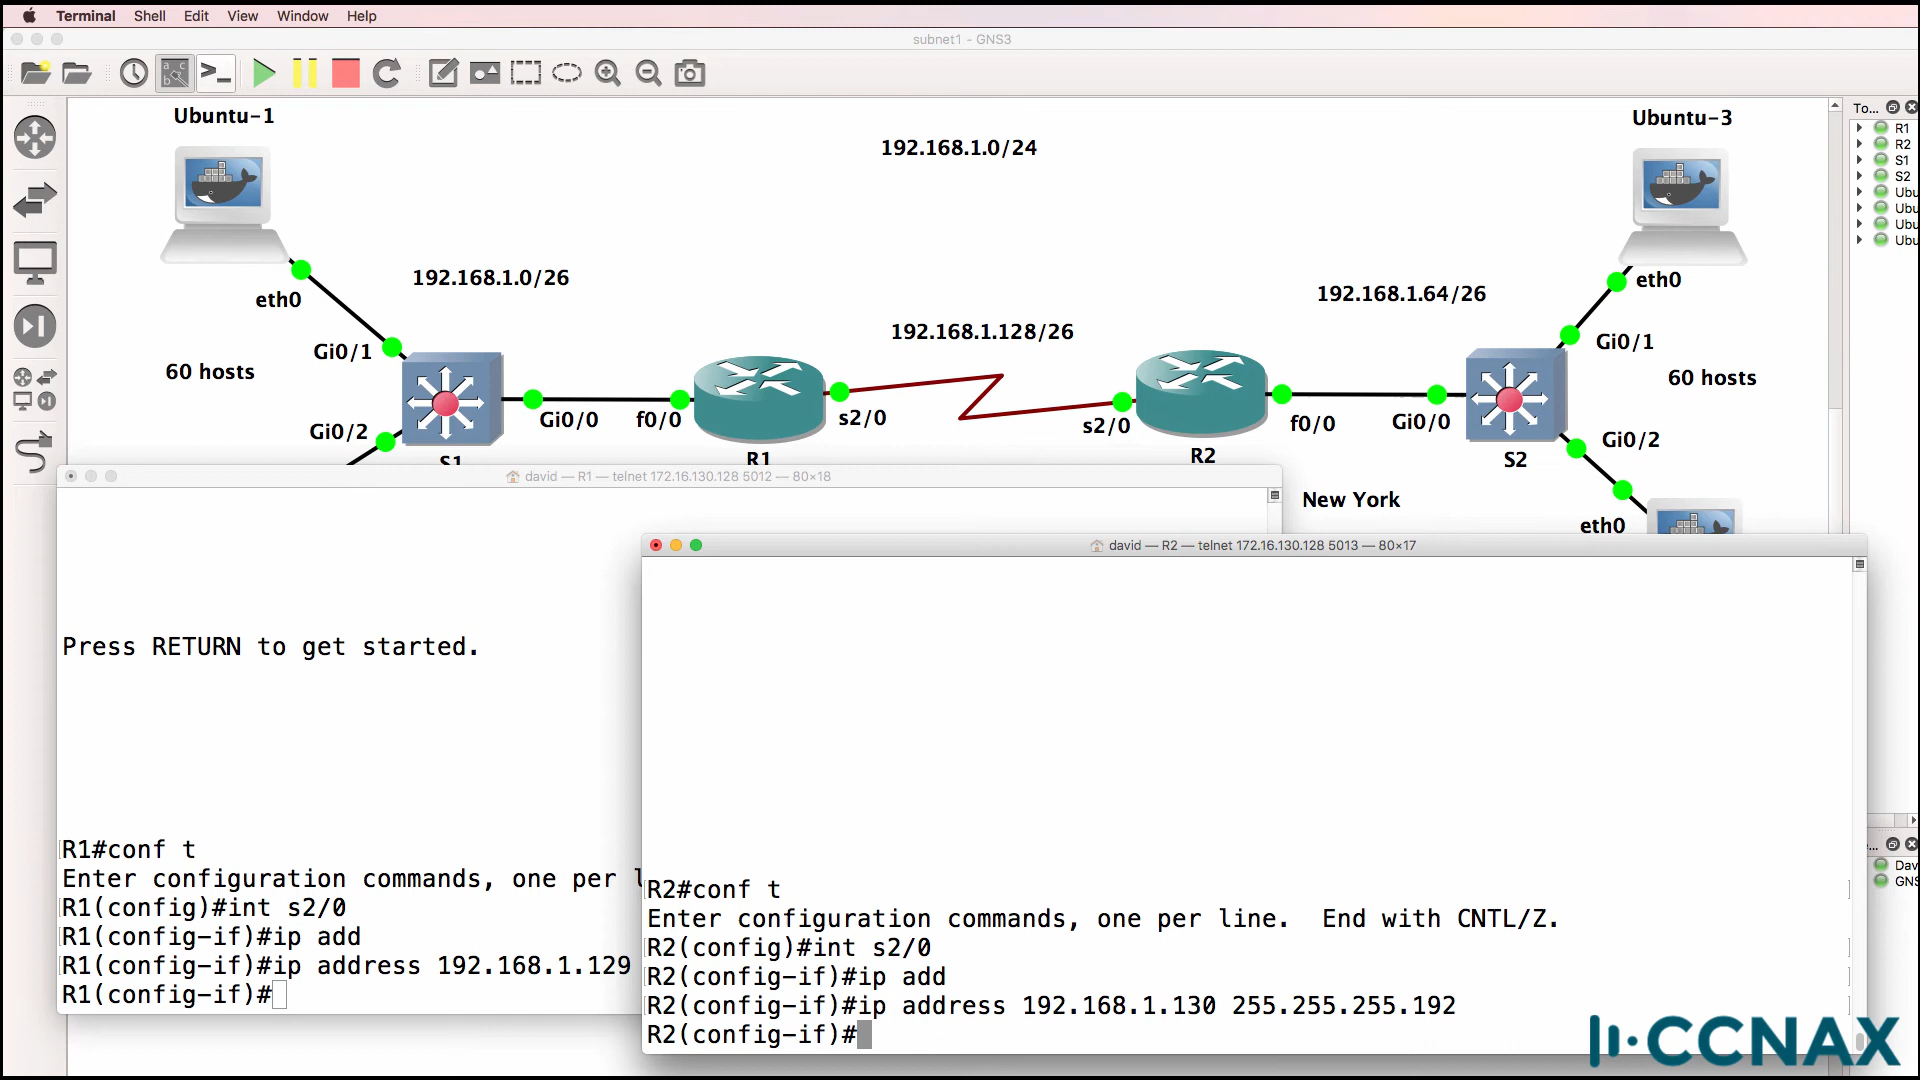 Terminal Shell Edit View Window Help
subnet1 - GNS3
Ubuntu-1
Ubuntu-3
To...
192.168.1.0/24
R1
R2
S1
S2
Ubu
Ubu
Ubu
Ubu
192.168.1.0/26
192.168.1.64/26
eth0
eth0
192.168.1.128/26
Gi0/1
Gi0/1
60 hosts
60 hosts
Gi0/0 f0/0
s2/0
s2/0
f0/0
Gi0/0
Gi0/2
Gi0/2
S1
R1
R2
S2
New York
eth0
david — R1 — telnet 172.16.130.128 5012 — 80×18
Press RETURN to get started.
R1#conf t
Enter configuration commands, one per l
R1(config)#int s2/0
R1(config-if)#ip add
R1(config-if)#ip address 192.168.1.129
R1(config-if)#
david — R2 — telnet 172.16.130.128 5013 — 80×17
R2#conf t
Enter configuration commands, one per line.  End with CNTL/Z.
R2(config)#int s2/0
R2(config-if)#ip add
R2(config-if)#ip address 192.168.1.130 255.255.255.192
R2(config-if)#
Dav
GNS
CCNAX